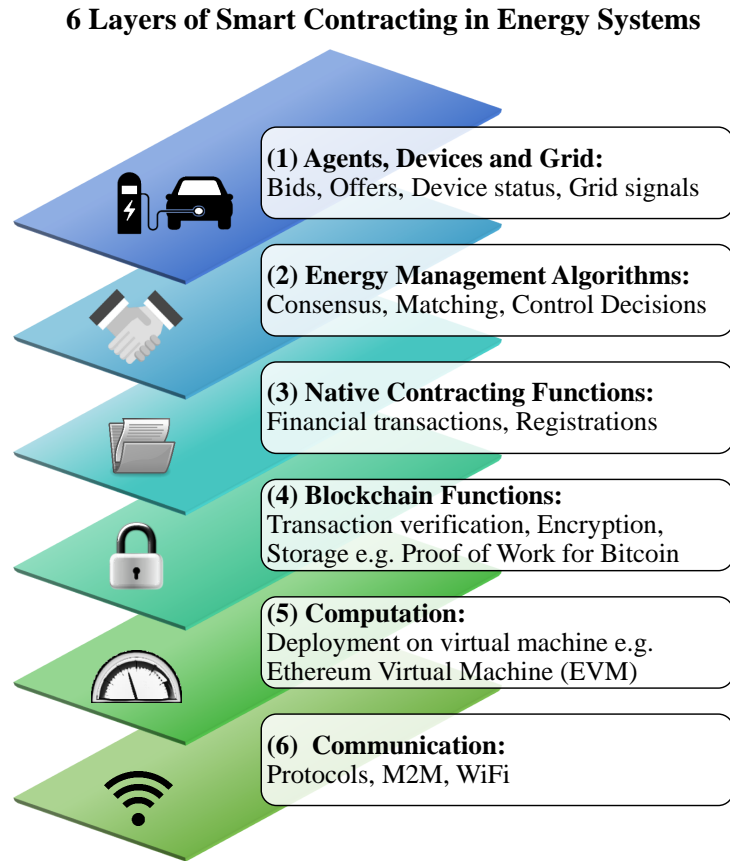 6 Layers of Smart Contracting in Energy Systems
(1) Agents, Devices and Grid:
Bids, Offers, Device status, Grid signals
(2) Energy Management Algorithms:
Consensus, Matching, Control Decisions
(3) Native Contracting Functions:
Financial transactions, Registrations
(4) Blockchain Functions:
Transaction verification, Encryption,
Storage e.g. Proof of Work for Bitcoin
(5) Computation:
Deployment on virtual machine e.g.
Ethereum Virtual Machine (EVM)
(6) Communication:
Protocols, M2M, WiFi